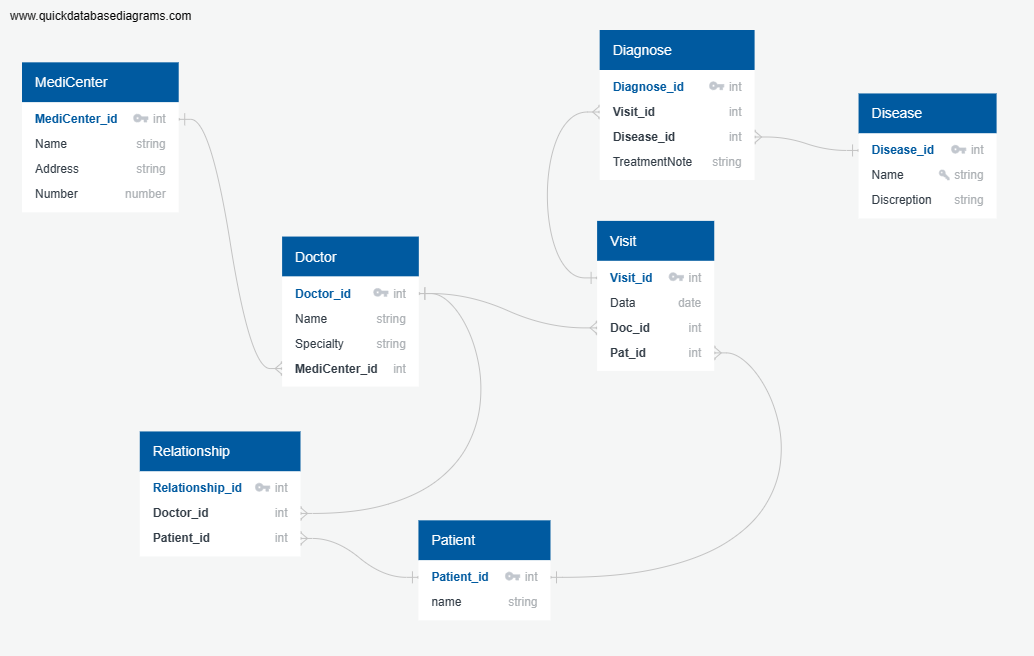 www.quickdatabasediagrams.com
MediCenter
MediCenter_id int
Name string
Address string
Number number
Doctor
Doctor_id int
Name string
Specialty string
MediCenter_id int
Relationship
Relationship_id int
Doctor_id int
Patient_id int
Patient
Patient_id int
name string
Diagnose
Diagnose_id int
Visit_id int
Disease_id int
TreatmentNote string
Visit
Visit_id int
Data date
Doc_id int
Pat_id int
Disease
Disease_id int
Name string
Discreption string